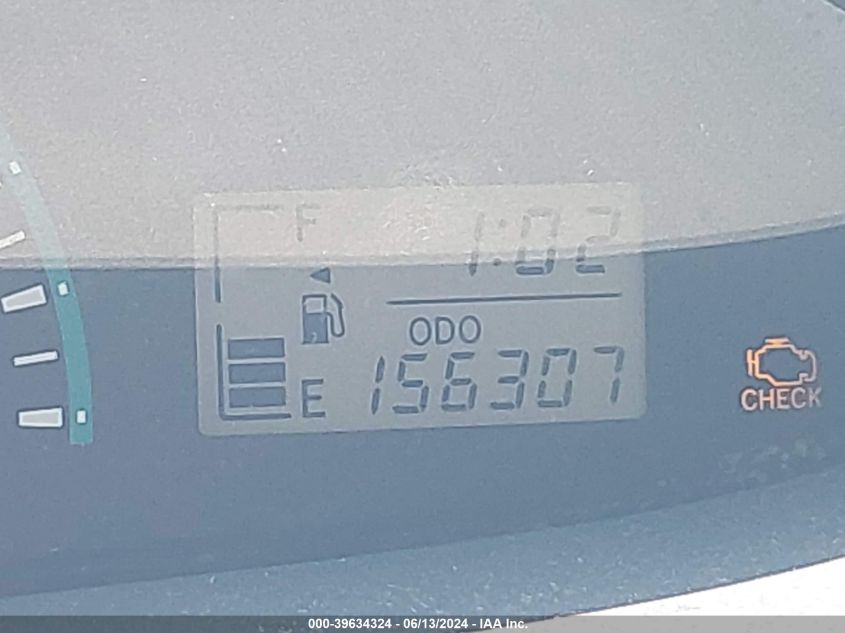 F 1:02
ODO
E 156307
CHECK
000-39634324 - 06/13/2024 - IAA Inc.